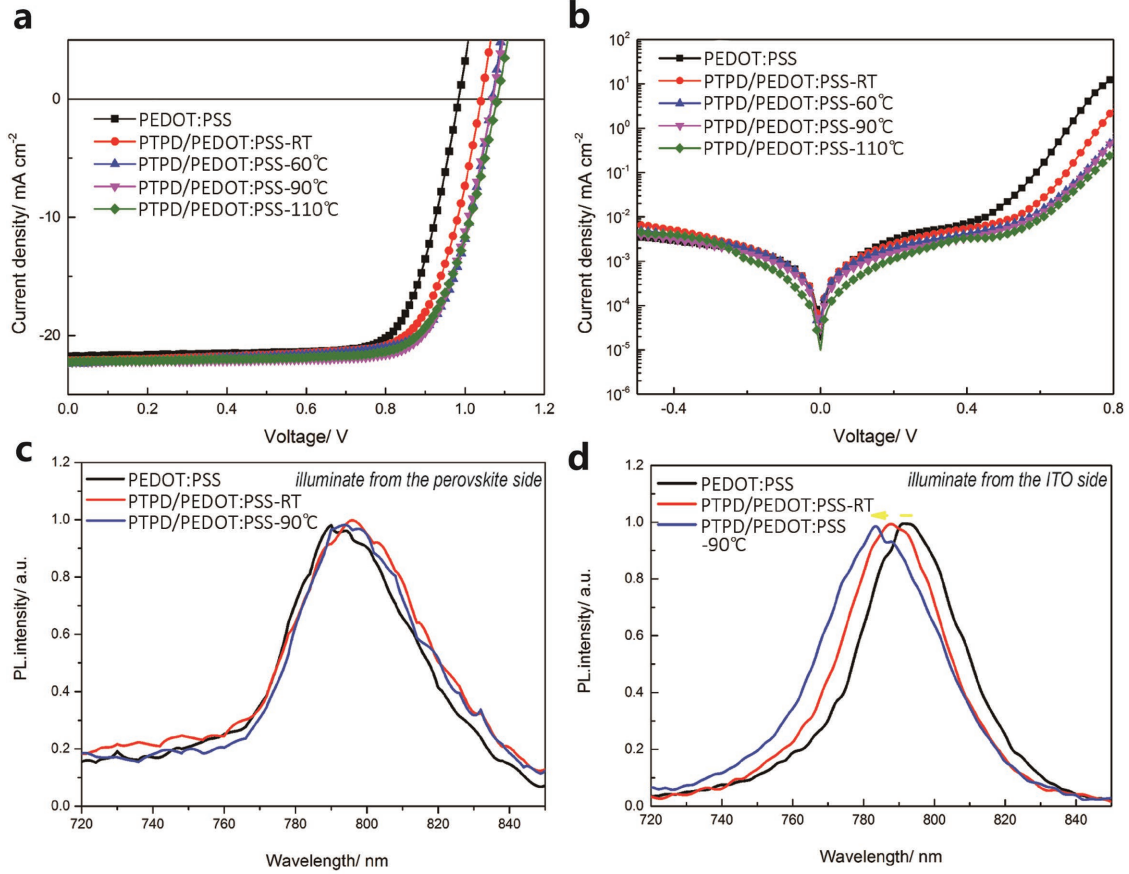 a
0
-10
-20
Current density/ mA cm⁻²
PEDOT:PSS
PTPD/PEDOT:PSS-RT
PTPD/PEDOT:PSS-60℃
PTPD/PEDOT:PSS-90℃
PTPD/PEDOT:PSS-110℃
0.0 0.2 0.4 0.6 0.8 1.0 1.2
Voltage/ V
b
10²
10¹
10⁰
10⁻¹
10⁻²
10⁻³
10⁻⁴
10⁻⁵
10⁻⁶
Current density/ mA cm⁻²
PEDOT:PSS
PTPD/PEDOT:PSS-RT
PTPD/PEDOT:PSS-60℃
PTPD/PEDOT:PSS-90℃
PTPD/PEDOT:PSS-110℃
-0.4 0.0 0.4 0.8
Voltage/ V
c
1.2
1.0
0.8
0.6
0.4
0.2
0.0
PL.intensity/ a.u.
PEDOT:PSS
PTPD/PEDOT:PSS-RT
PTPD/PEDOT:PSS-90℃
illuminate from the perovskite side
720 740 760 780 800 820 840
Wavelength/ nm
d
1.2
1.0
0.8
0.6
0.4
0.2
0.0
PL.intensity/ a.u.
PEDOT:PSS
PTPD/PEDOT:PSS-RT
PTPD/PEDOT:PSS
-90℃
illuminate from the ITO side
720 740 760 780 800 820 840
Wavelength/ nm